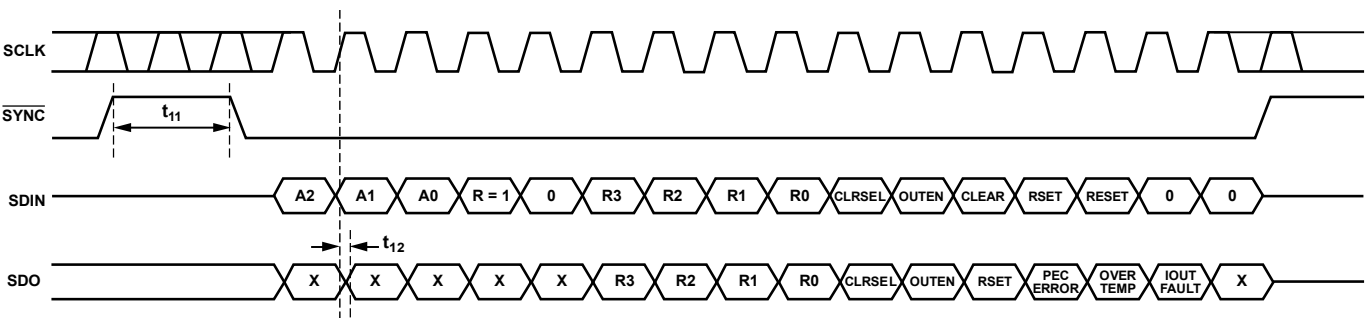 SCLK
SYNC
t11
SDIN A2 A1 A0 R = 1 0 R3 R2 R1 R0 CLRSEL OUTEN CLEAR RSET RESET 0 0
t12
SDO X X X X X R3 R2 R1 R0 CLRSEL OUTEN RSET PEC ERROR OVER TEMP IOUT FAULT X